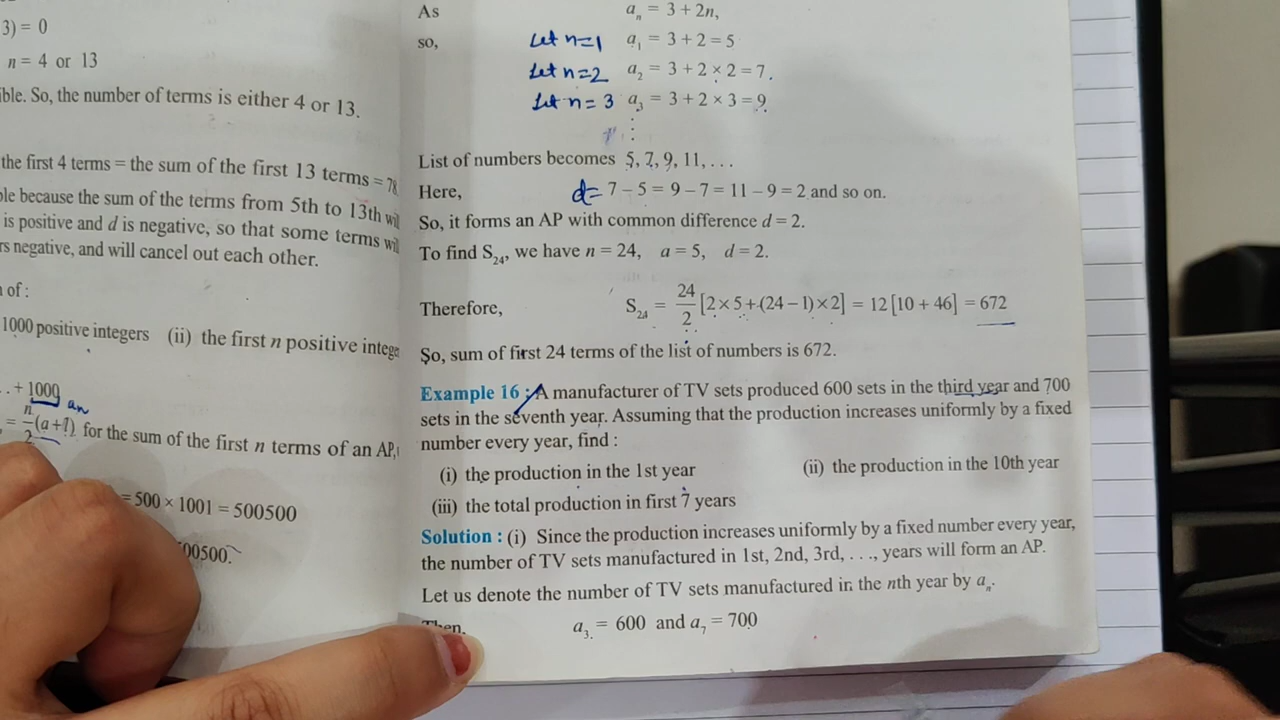 3) = 0
n = 4 or 13
ible. So, the number of terms is either 4 or 13.
the first 4 terms = the sum of the first 13 terms = 78
ble because the sum of the terms from 5th to 13th will
is positive and d is negative, so that some terms wil
rs negative, and will cancel out each other.
of :
1000 positive integers (ii) the first n positive intege
. . + 1000
an
= n/2 (a + l) for the sum of the first n terms of an AP,
= 500 × 1001 = 500500
00500.
As aₙ = 3 + 2n,
so, Let n=1 a₁ = 3 + 2 = 5
Let n=2 a₂ = 3 + 2 × 2 = 7
Let n=3 a₃ = 3 + 2 × 3 = 9
⋮
List of numbers becomes 5, 7, 9, 11, . . .
Here, d= 7 – 5 = 9 – 7 = 11 – 9 = 2 and so on.
So, it forms an AP with common difference d = 2.
To find S₂₄, we have n = 24, a = 5, d = 2.
Therefore, S₂₄ = 24/2 [2 × 5 + (24 – 1) × 2] = 12 [10 + 46] = 672
So, sum of first 24 terms of the list of numbers is 672.
Example 16 : A manufacturer of TV sets produced 600 sets in the third year and 700
sets in the seventh year. Assuming that the production increases uniformly by a fixed
number every year, find :
(i) the production in the 1st year (ii) the production in the 10th year
(iii) the total production in first 7 years
Solution : (i) Since the production increases uniformly by a fixed number every year,
the number of TV sets manufactured in 1st, 2nd, 3rd, . . ., years will form an AP.
Let us denote the number of TV sets manufactured in the nth year by aₙ.
Then, a₃ = 600 and a₇ = 700